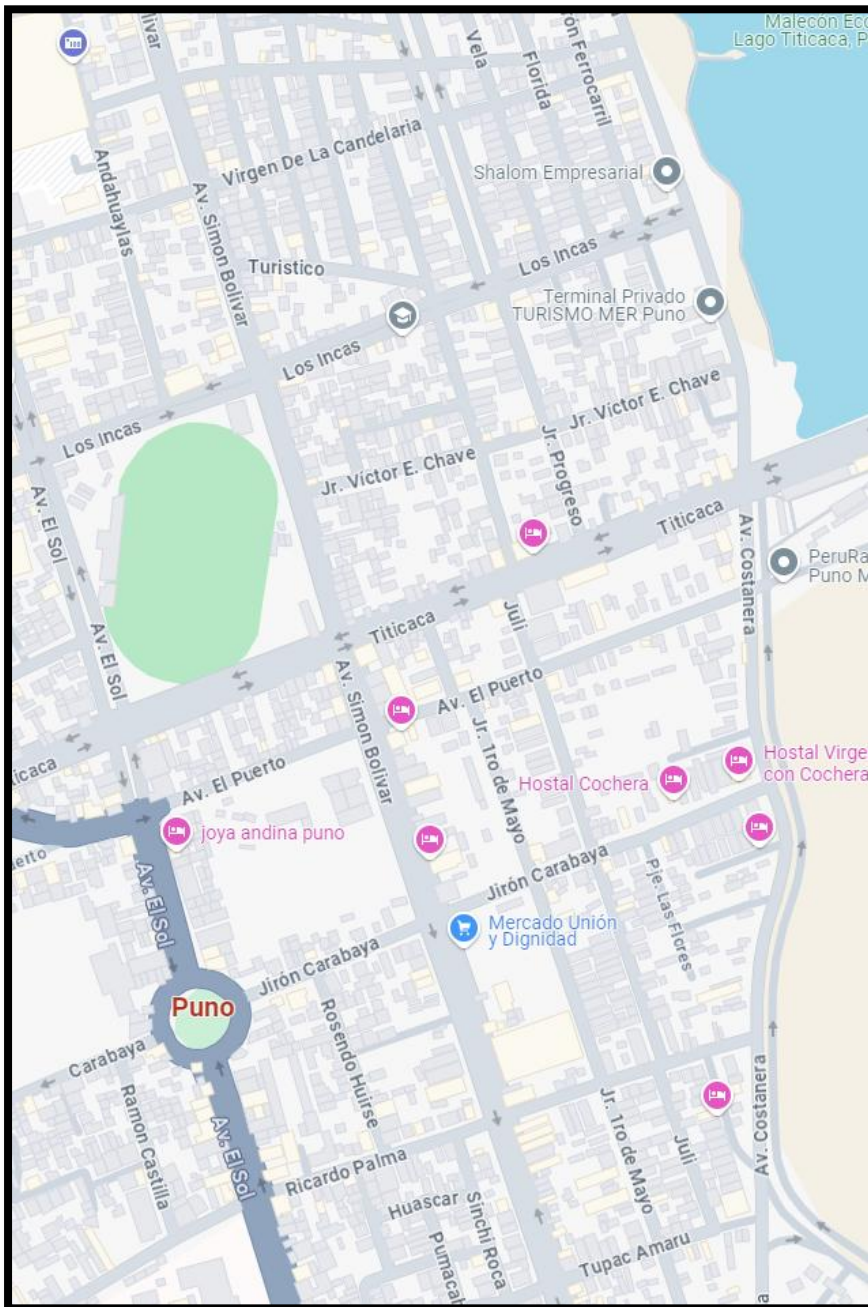 Malecón Eco
Lago Titicaca, P
Vela
Florida
Ferrocarril
Virgen De La Candelaria
Andahuaylas
Av. Simon Bolivar
Shalom Empresarial
Turistico
Los Incas
Terminal Privado
TURISMO MER Puno
Los Incas
Jr. Víctor E. Chave
Los Incas
Jr. Víctor E. Chave
Jr. Progreso
Av. El Sol
Titicaca
Av. Costanera
PeruRa
Puno M
Titicaca
Juli
Av. El Sol
Av. Simon Bolivar
Av. El Puerto
Jr. 1ro de Mayo
Hostal Cochera
Hostal Virge
con Cochera
Av. El Puerto
joya andina puno
Jirón Carabaya
Pje. Las Flores
Av. El Sol
Mercado Unión
y Dignidad
Jirón Carabaya
Puno
Rosendo Huirse
Carabaya
Ramon Castilla
Av. Costanera
Av. El Sol
Jr. 1ro de Mayo
Juli
Ricardo Palma
Huascar
Sinchi Roca
Pumacah
Tupac Amaru